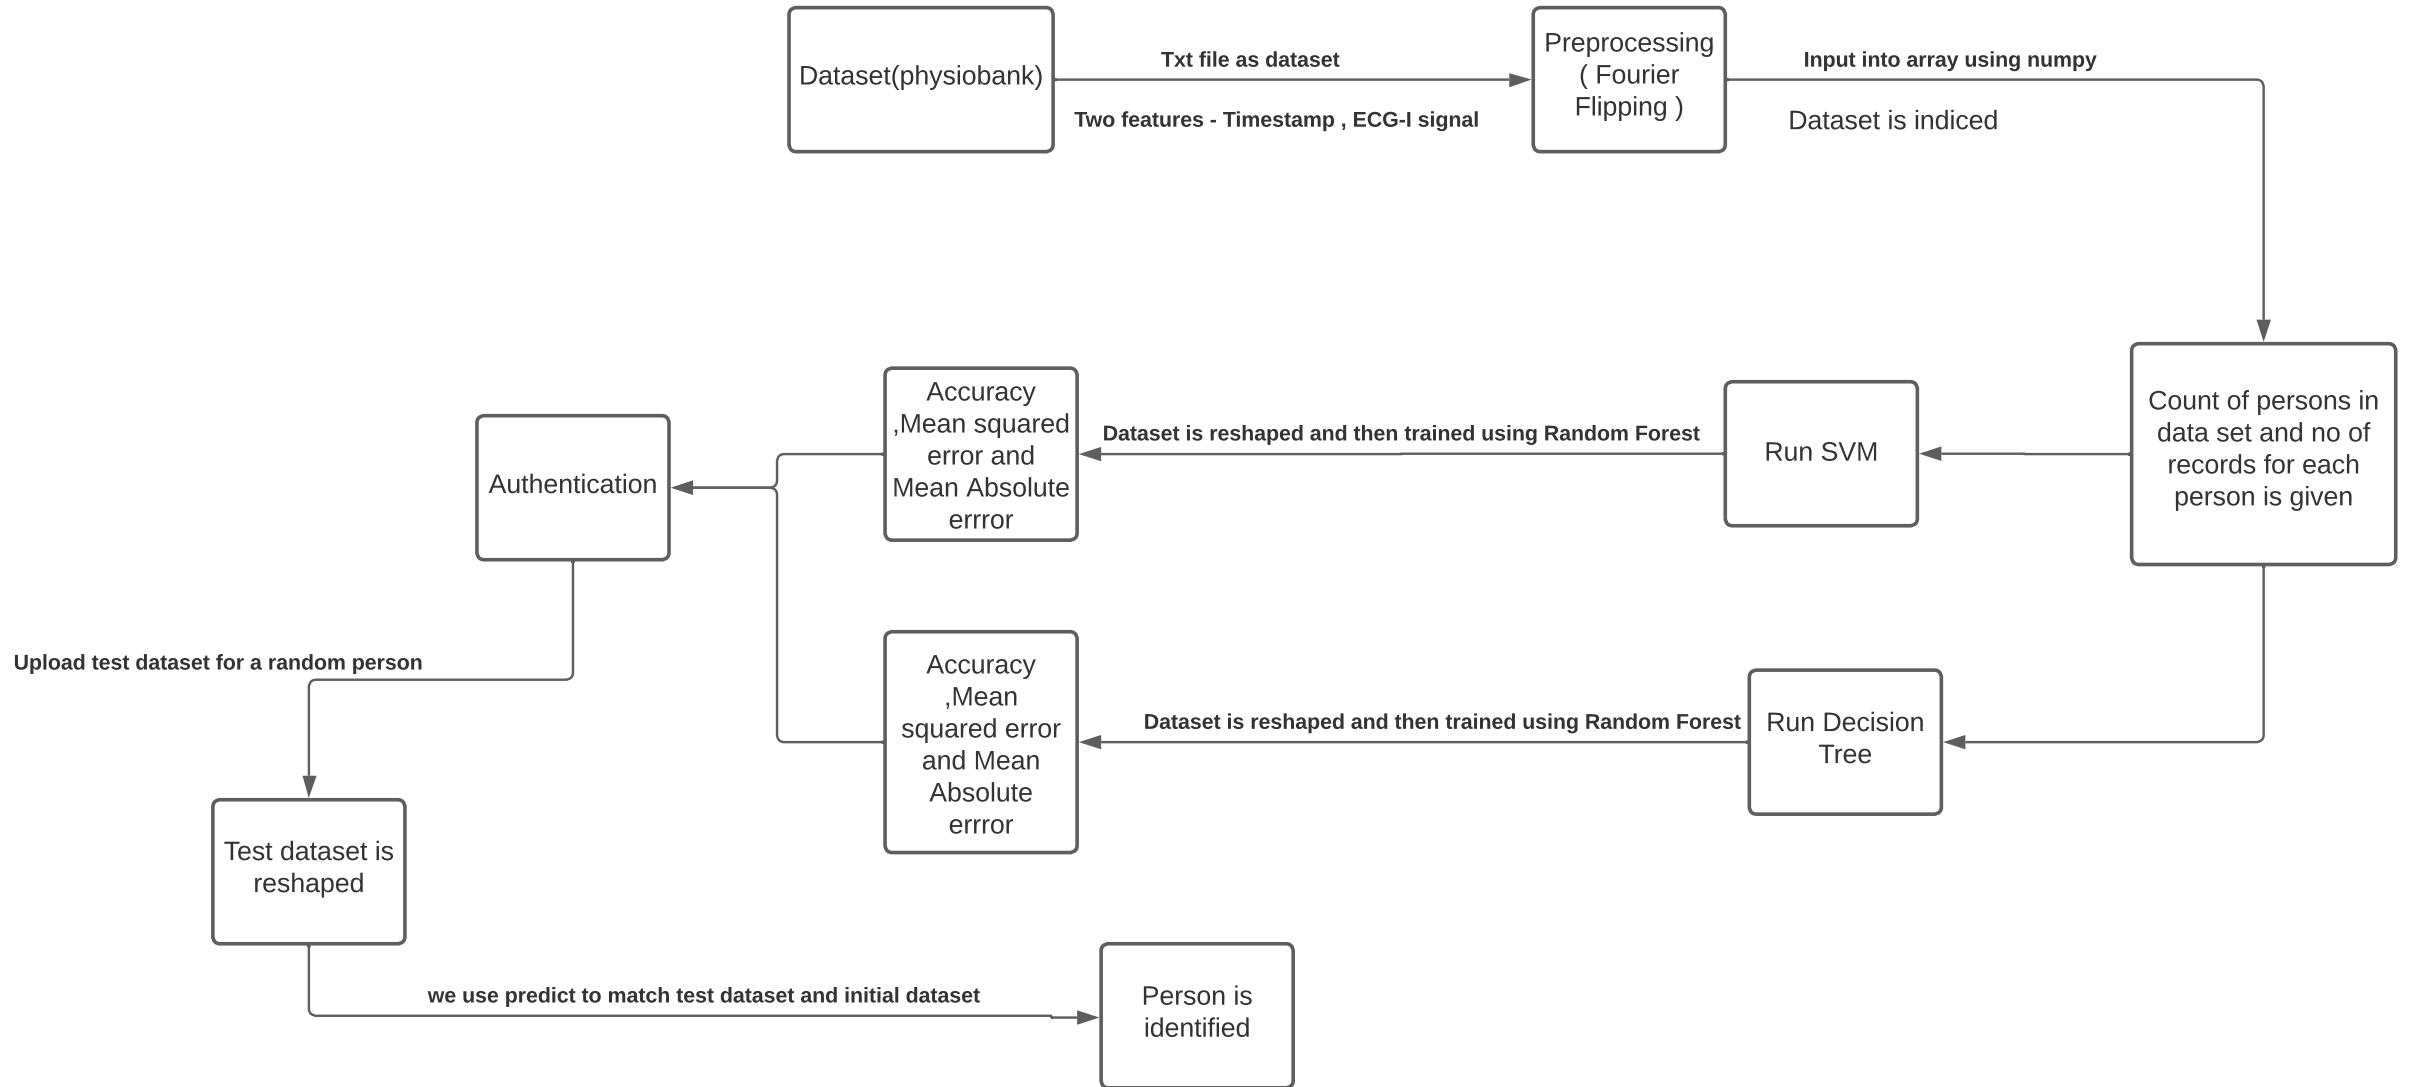 Dataset(physiobank)
Txt file as dataset
Two features - Timestamp , ECG-I signal
Preprocessing
( Fourier
Flipping )
Input into array using numpy
Dataset is indiced
Count of persons in
data set and no of
records for each
person is given
Run SVM
Dataset is reshaped and then trained using Random Forest
Accuracy
,Mean squared
error and
Mean Absolute
errror
Authentication
Run Decision
Tree
Dataset is reshaped and then trained using Random Forest
Accuracy
,Mean
squared error
and Mean
Absolute
errror
Upload test dataset for a random person
Test dataset is
reshaped
we use predict to match test dataset and initial dataset
Person is
identified